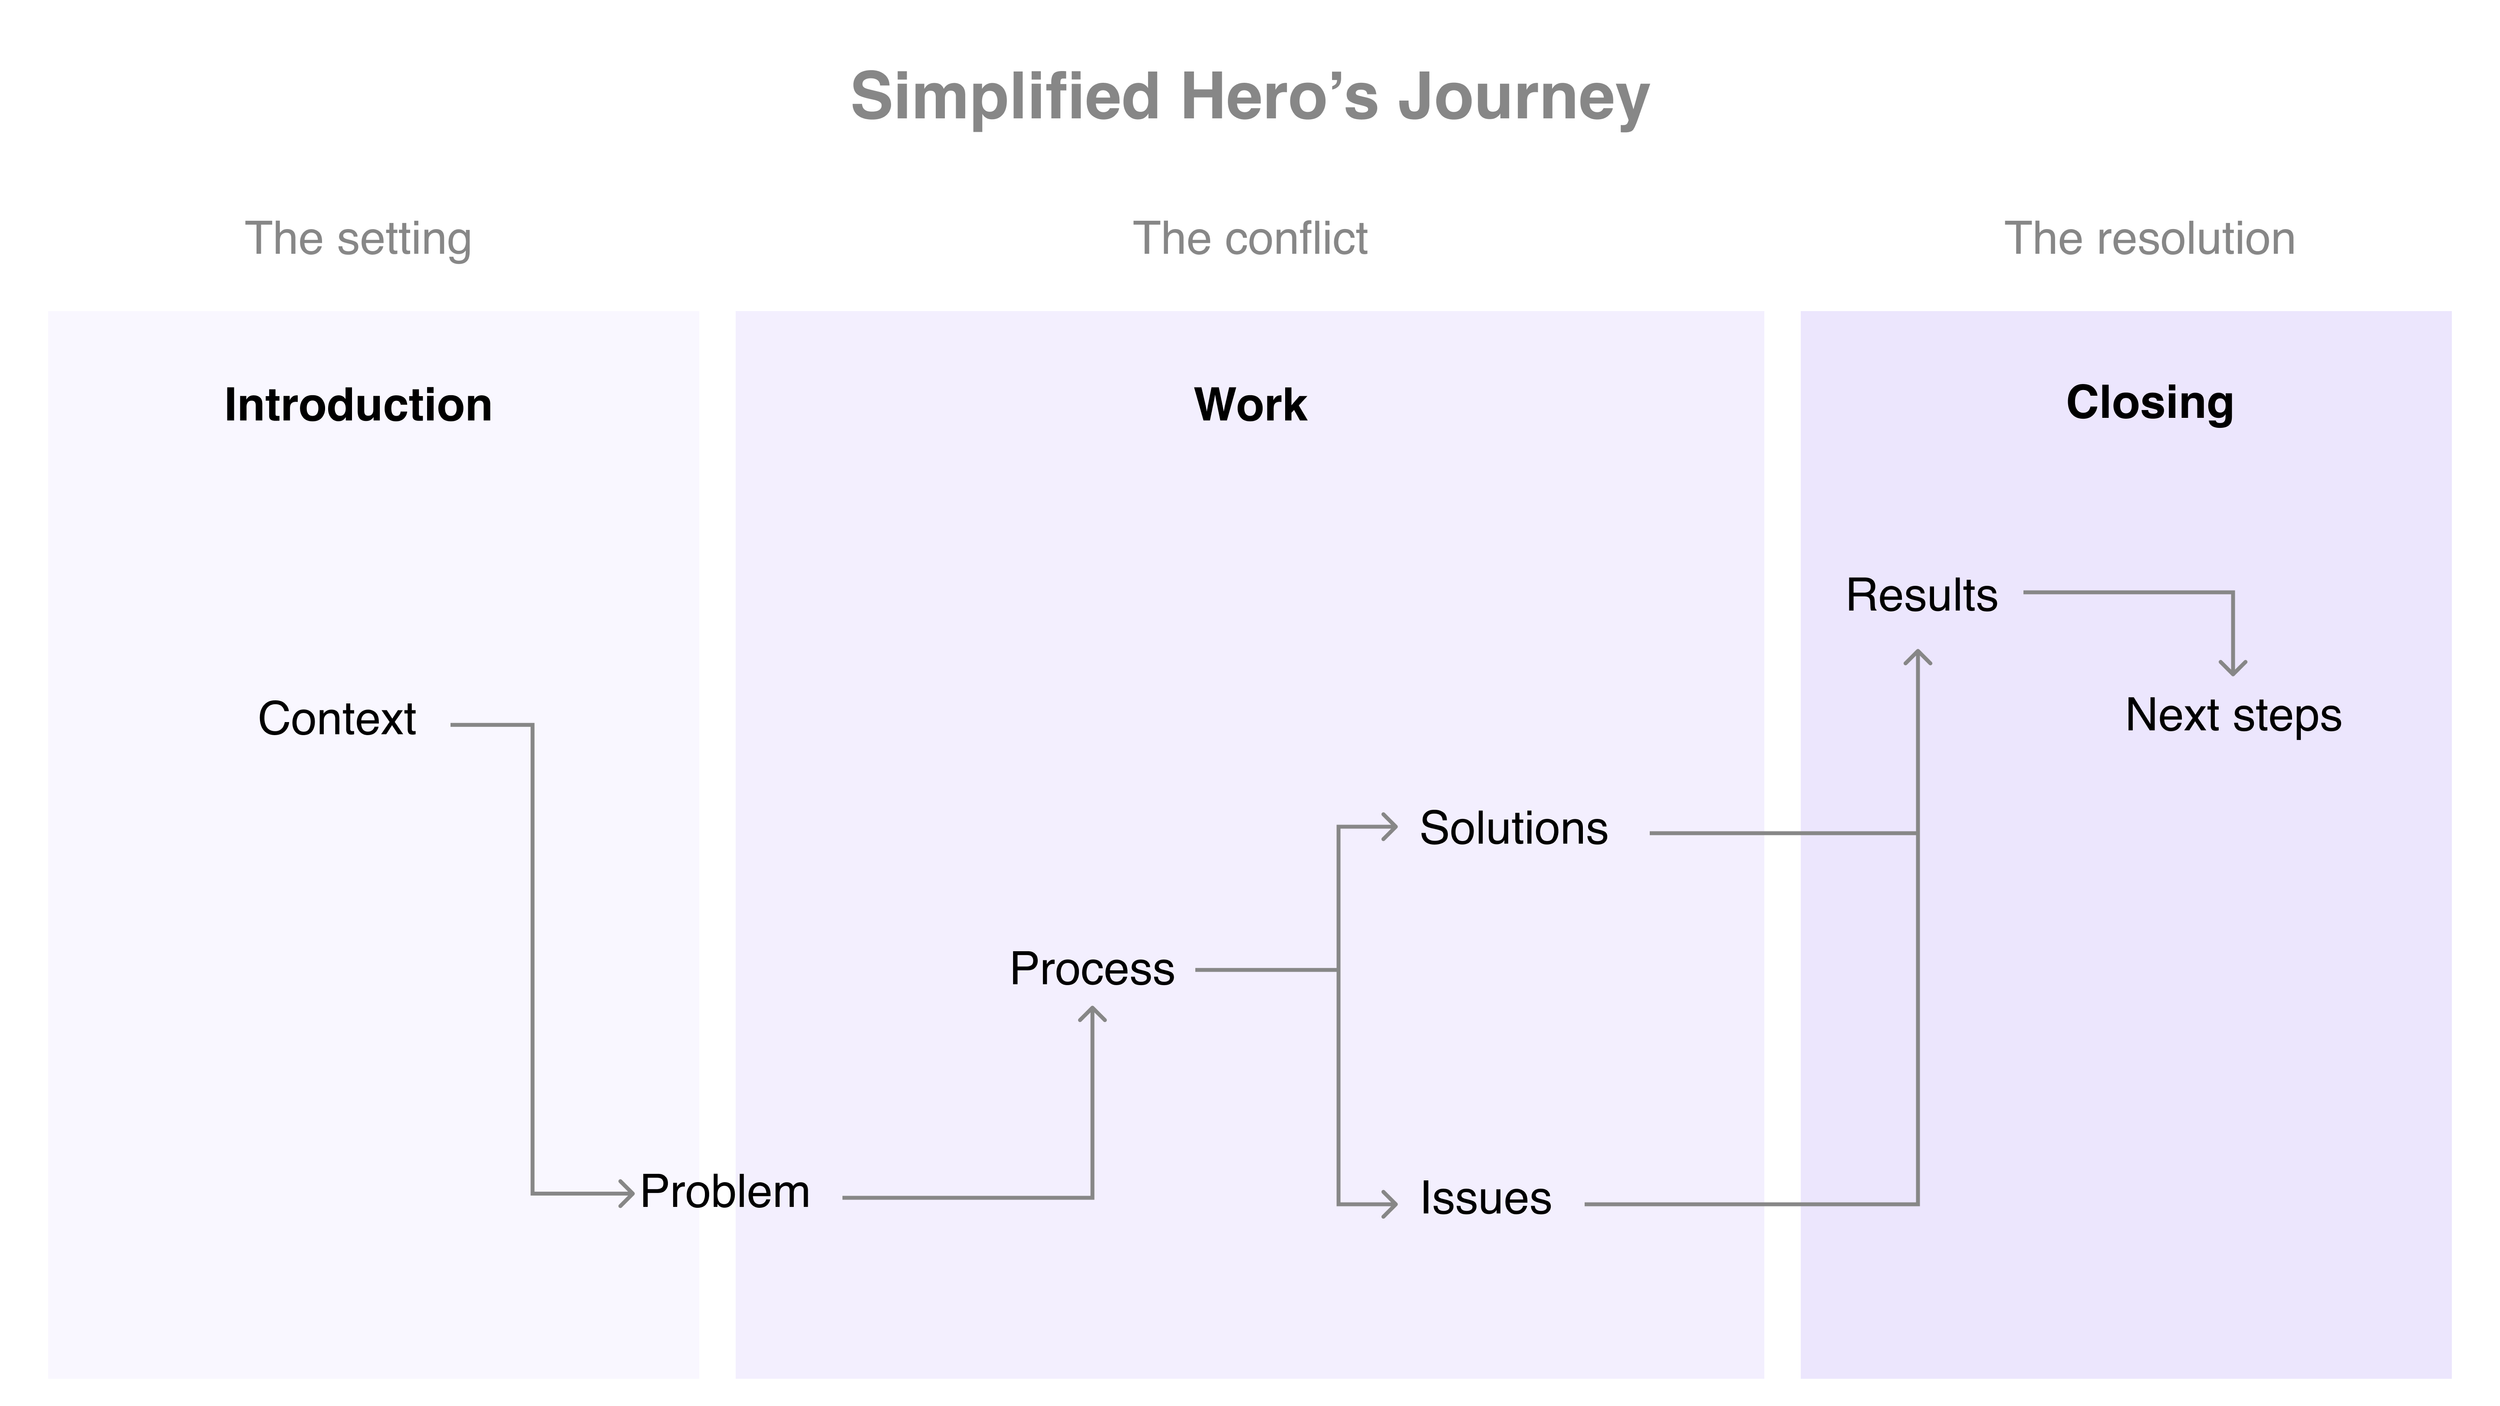 Simplified Hero’s Journey
The setting
The conflict
The resolution
Introduction
Work
Closing
Context
Problem
Process
Solutions
Issues
Results
Next steps